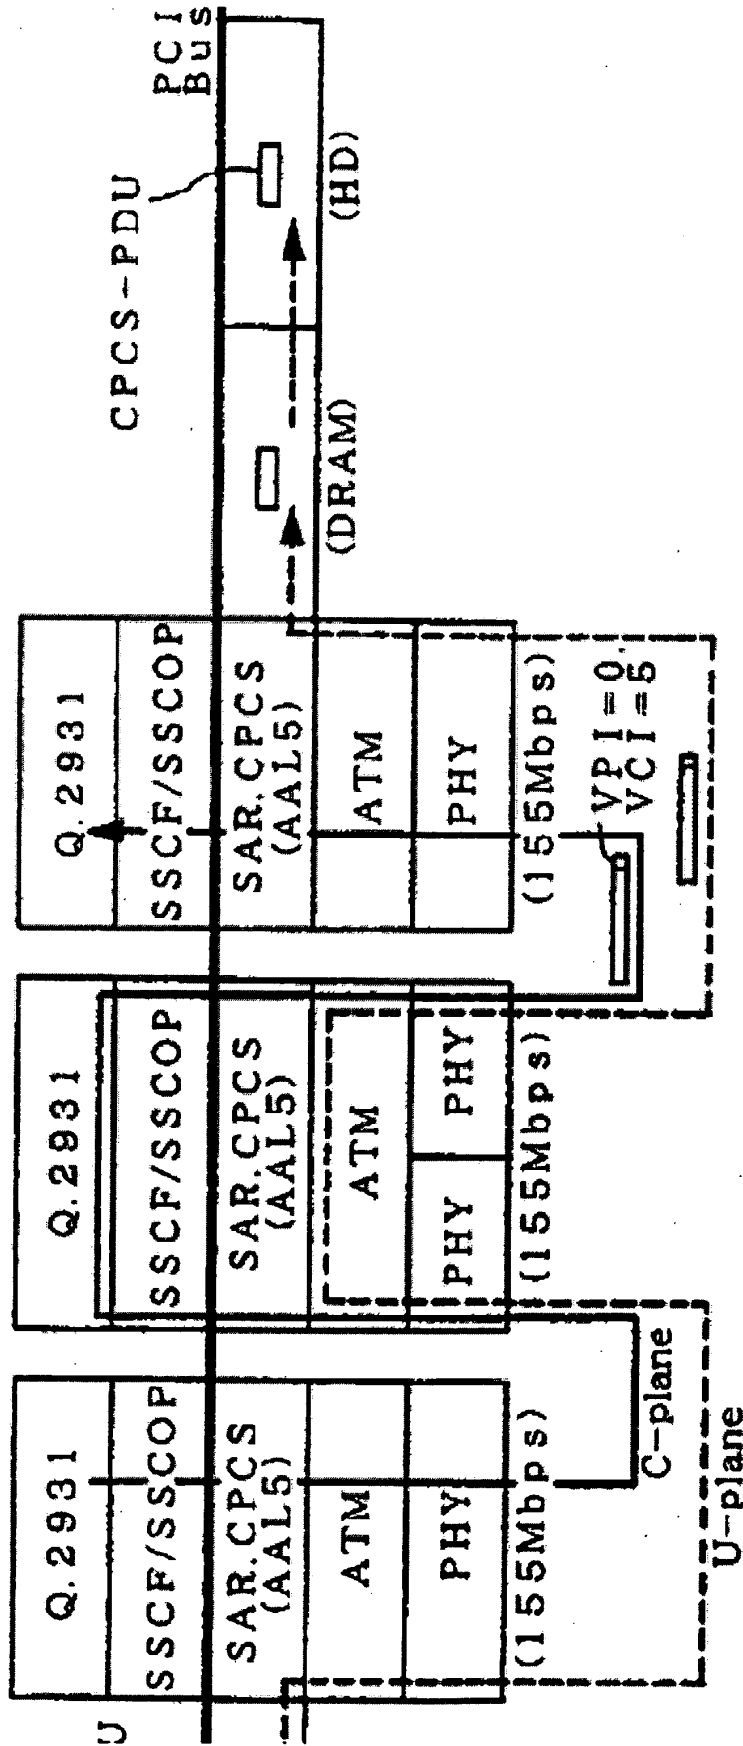 U
Q.2931
SSCF/SSCOP
SAR.CPCS
(AAL5)
ATM
PHY
(155Mbps)
C-plane
U-plane
Q.2931
SSCF/SSCOP
SAR.CPCS
(AAL5)
ATM
PHY
PHY
(155Mbps)
Q.2931
SSCF/SSCOP
SAR.CPCS
(AAL5)
ATM
PHY
(155Mbps)
VPI=0,
VCI=5
CPCS-PDU
(DRAM)
(HD)
PCI
Bus